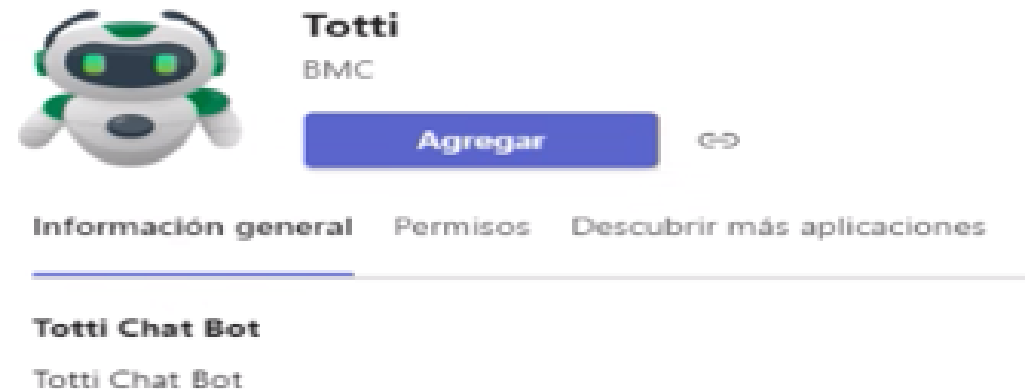 Totti
BMC
Agregar
Información general Permisos Descubrir más aplicaciones
Totti Chat Bot
Totti Chat Bot